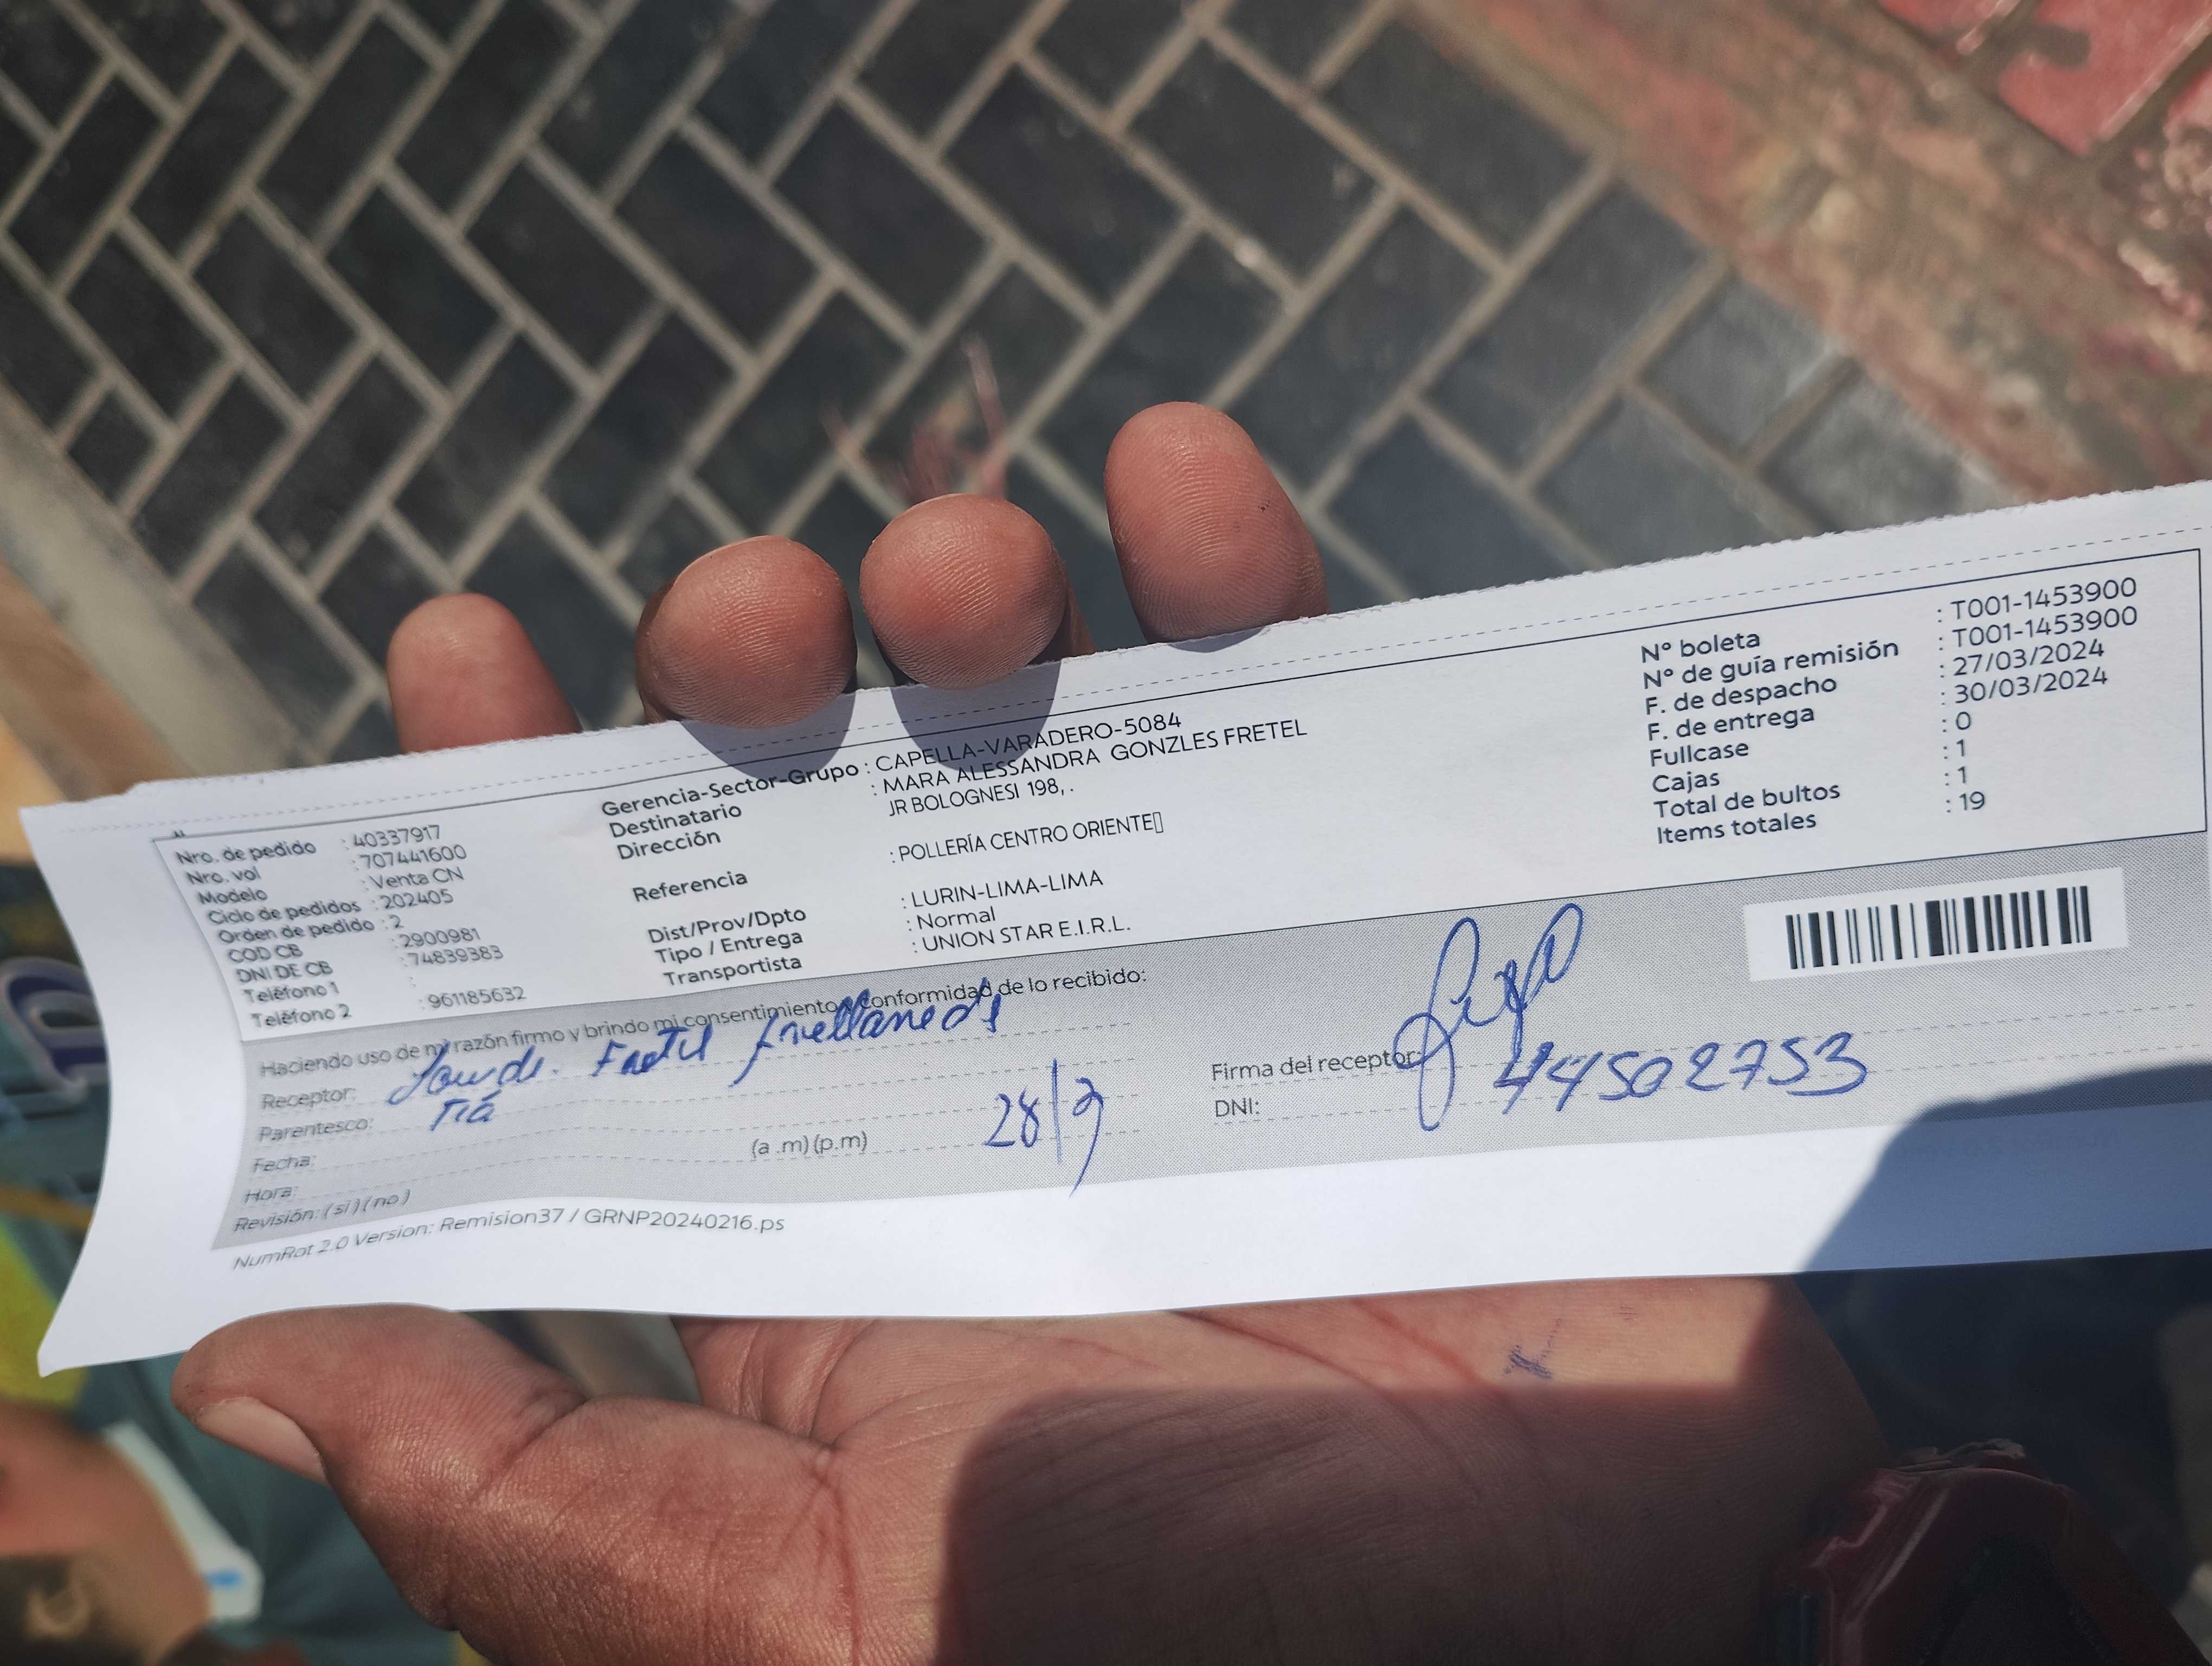 Nro. de pedido : 40337917
Nro. vol : 707441600
Modelo : Venta CN
Ciclo de pedidos : 202405
Orden de pedido : 2
COD CB : 2900981
DNI DE CB : 74839383
Teléfono 1 :
Teléfono 2 : 961185632
Gerencia-Sector-Grupo : CAPELLA-VARADERO-5084
Destinatario : MARA ALESSANDRA GONZLES FRETEL
Dirección JR BOLOGNESI 198, .
Referencia : POLLERÍA CENTRO ORIENTE
Dist/Prov/Dpto : LURIN-LIMA-LIMA
Tipo / Entrega : Normal
Transportista : UNION STAR E.I.R.L.
N° boleta : T001-1453900
N° de guía remisión : T001-1453900
F. de despacho : 27/03/2024
F. de entrega : 30/03/2024
Fullcase : 0
Cajas : 1
Total de bultos : 1
Items totales : 19
Haciendo uso de mi razón firmo y brindo mi consentimiento y conformidad de lo recibido:
Receptor: Fretel
Parentesco: Tiá
Fecha:
Hora: (a .m) (p.m) 28/
Revisión: (si) (no)
Firma del receptor:
DNI: 44502753
NumRot 2.0 Version: Remision37 / GRNP20240216.ps